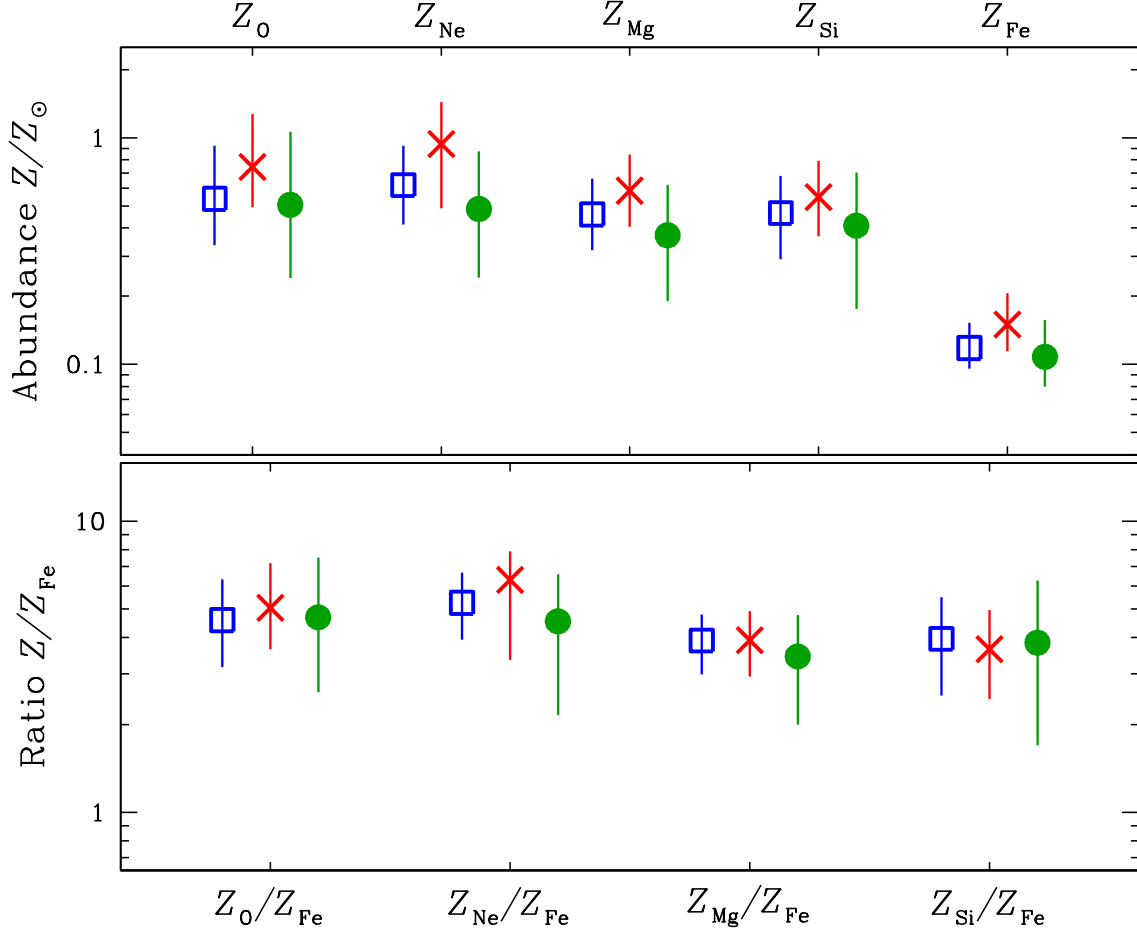 Z_O Z_Ne Z_Mg Z_Si Z_Fe
Abundance Z/Z_⊙
1
0.1
Ratio Z/Z_Fe
10
1
Z_O/Z_Fe Z_Ne/Z_Fe Z_Mg/Z_Fe Z_Si/Z_Fe